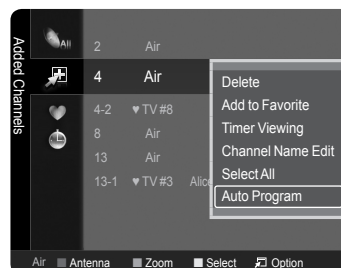 Added Channels
All
2 Air
4 Air
4-2 ♥ TV #8
8 Air
13 Air
13-1 ♥ TV #3 Alice
Delete
Add to Favorite
Timer Viewing
Channel Name Edit
Select All
Auto Program
Air Antenna Zoom Select Option